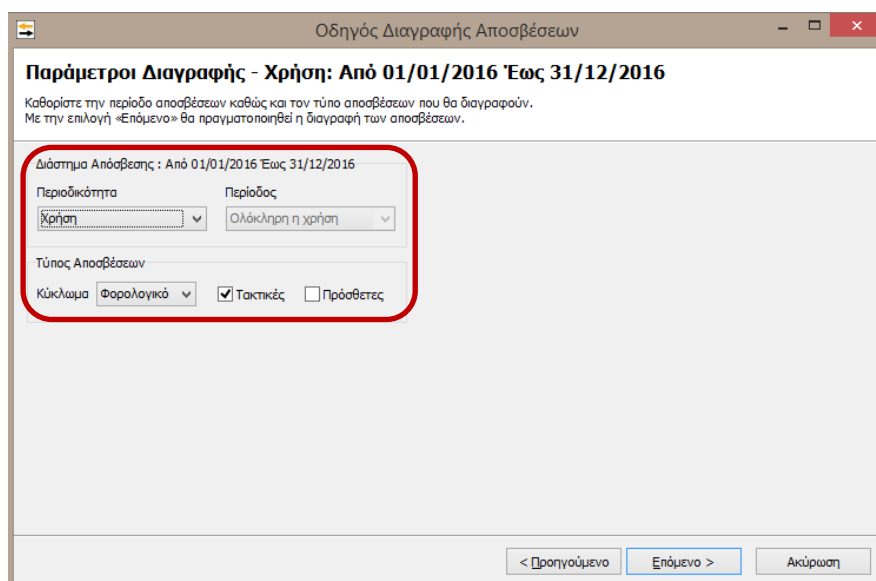 Οδηγός Διαγραφής Αποσβέσεων
Παράμετροι Διαγραφής - Χρήση: Από 01/01/2016 Έως 31/12/2016
Καθορίστε την περίοδο αποσβέσεων καθώς και τον τύπο αποσβέσεων που θα διαγραφούν.
Με την επιλογή «Επόμενο» θα πραγματοποιηθεί η διαγραφή των αποσβέσεων.
Διάστημα Απόσβεσης : Από 01/01/2016 Έως 31/12/2016
Περιοδικότητα Περίοδος
Χρήση Ολόκληρη η χρήση
Τύπος Αποσβέσεων
Κύκλωμα Φορολογικό Τακτικές Πρόσθετες
< Προηγούμενο Επόμενο > Ακύρωση